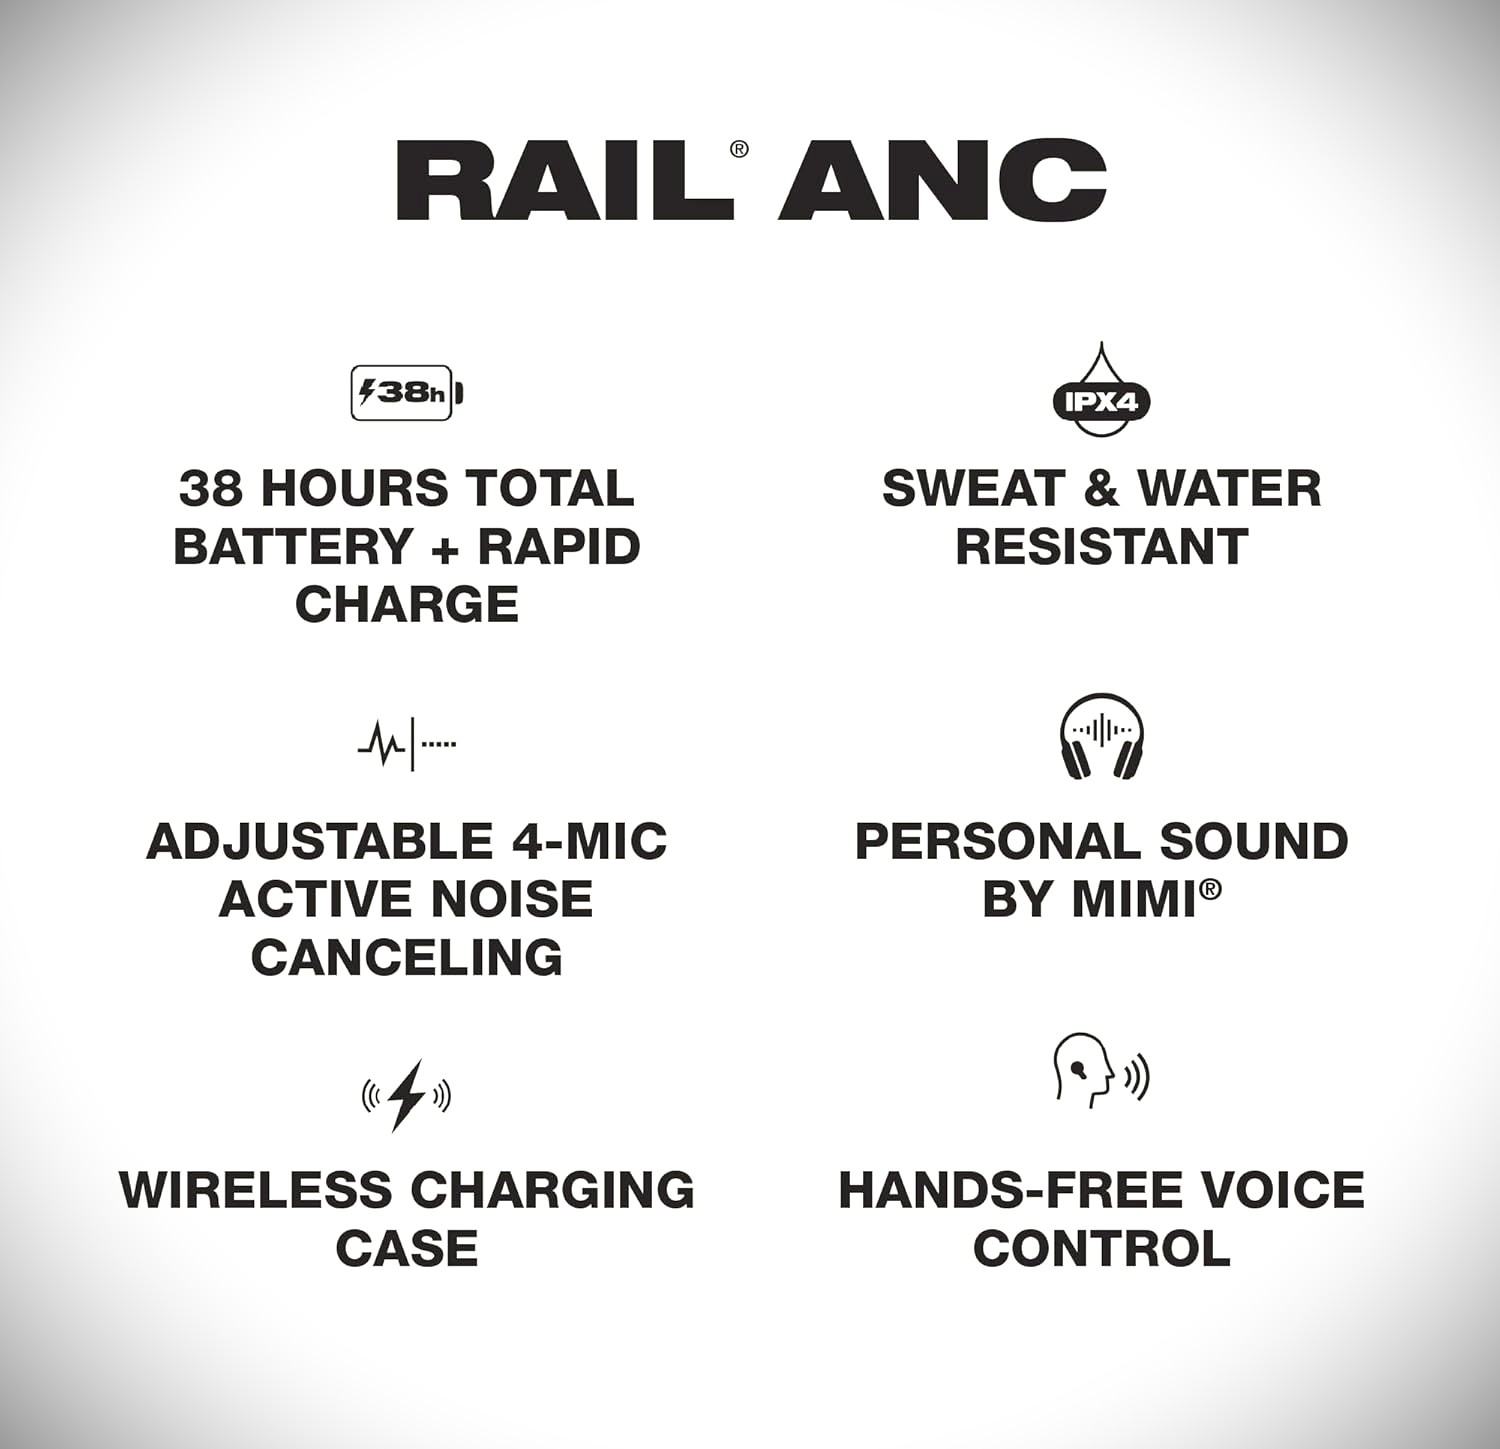 RAIL® ANC
38h
38 HOURS TOTAL
BATTERY + RAPID
CHARGE
IPX4
SWEAT & WATER
RESISTANT
ADJUSTABLE 4-MIC
ACTIVE NOISE
CANCELING
PERSONAL SOUND
BY MIMI®
WIRELESS CHARGING
CASE
HANDS-FREE VOICE
CONTROL